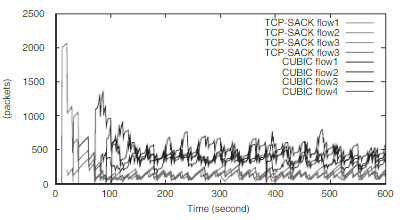 2500
2000
1500
1000
500
0
(packets)
TCP-SACK flow1
TCP-SACK flow2
TCP-SACK flow3
TCP-SACK flow3
CUBIC flow1
CUBIC flow2
CUBIC flow3
CUBIC flow4
0 100 200 300 400 500 600
Time (second)